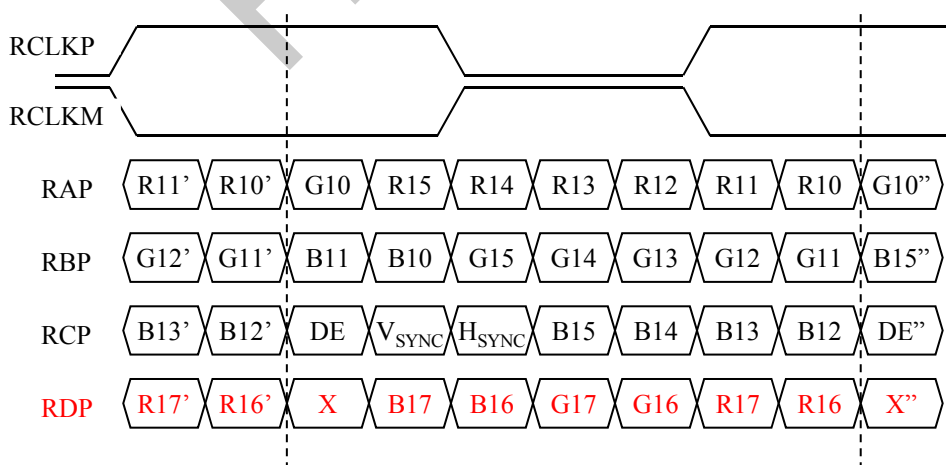 RCLKP
RCLKM
RAP R11’ R10’ G10 R15 R14 R13 R12 R11 R10 G10”
RBP G12’ G11’ B11 B10 G15 G14 G13 G12 G11 B15”
RCP B13’ B12’ DE VSYNC HSYNC B15 B14 B13 B12 DE”
RDP R17’ R16’ X B17 B16 G17 G16 R17 R16 X”